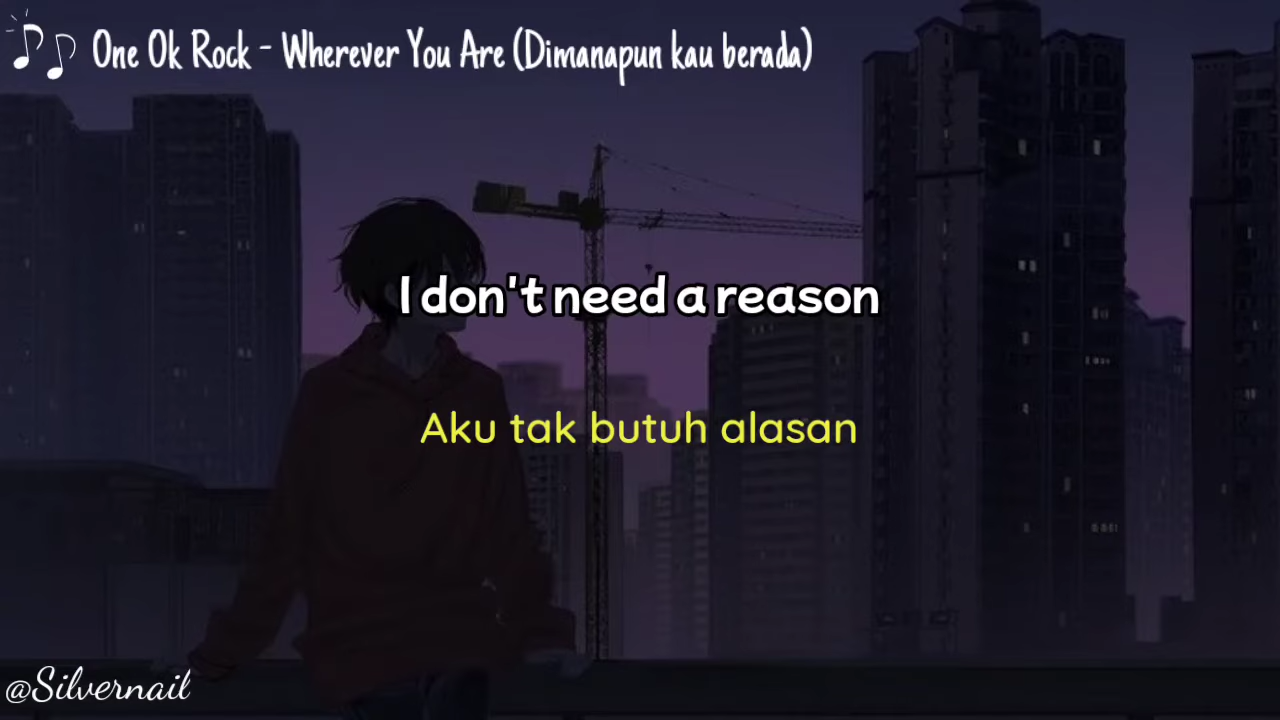 One Ok Rock - Wherever You Are (Dimanapun kau berada)
I don't need a reason
Aku tak butuh alasan
@Silvernail